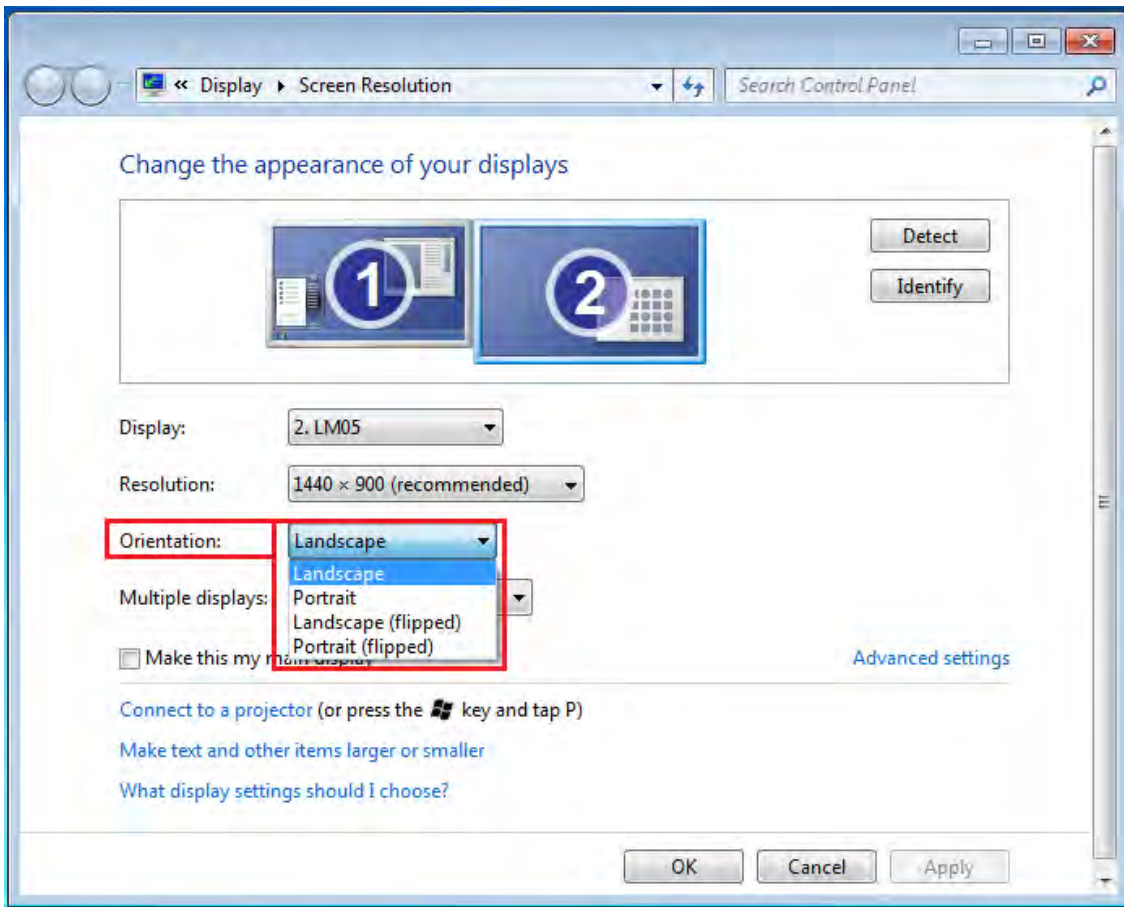 « Display ▸ Screen Resolution
Search Control Panel
Change the appearance of your displays
1
2
Detect
Identify
Display: 2. LM05
Resolution: 1440 × 900 (recommended)
Orientation: Landscape
Landscape
Portrait
Landscape (flipped)
Portrait (flipped)
Multiple displays:
Make this my main display
Advanced settings
Connect to a projector (or press the key and tap P)
Make text and other items larger or smaller
What display settings should I choose?
OK Cancel Apply